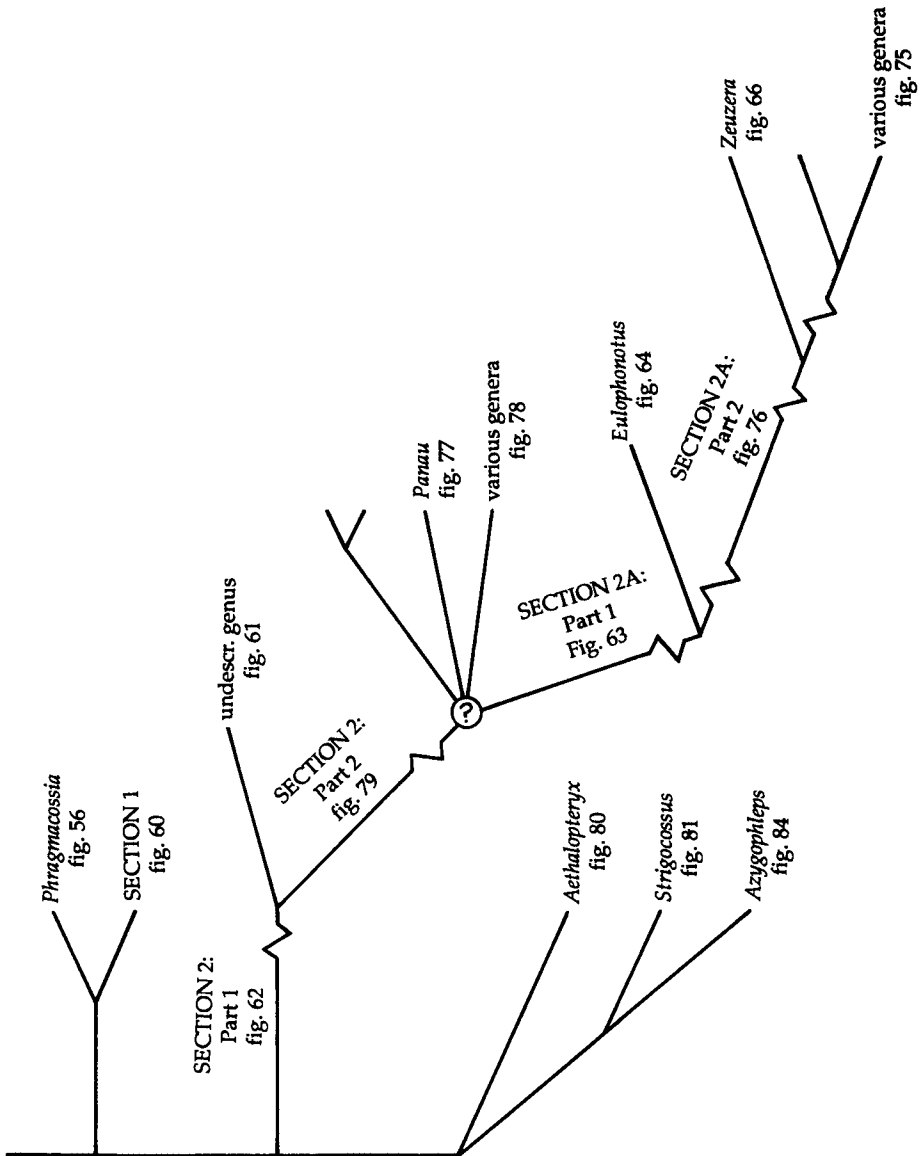 Phragmacossia
fig. 56
SECTION 1
fig. 60
SECTION 2:
Part 1
fig. 62
undescr. genus
fig. 61
SECTION 2:
Part 2
fig. 79
?
Panau
fig. 77
various genera
fig. 78
SECTION 2A:
Part 1
Fig. 63
Eulophonotus
fig. 64
SECTION 2A:
Part 2
fig. 76
Zeuzera
fig. 66
various genera
fig. 75
Aethalopteryx
fig. 80
Strigocossus
fig. 81
Azygophleps
fig. 84